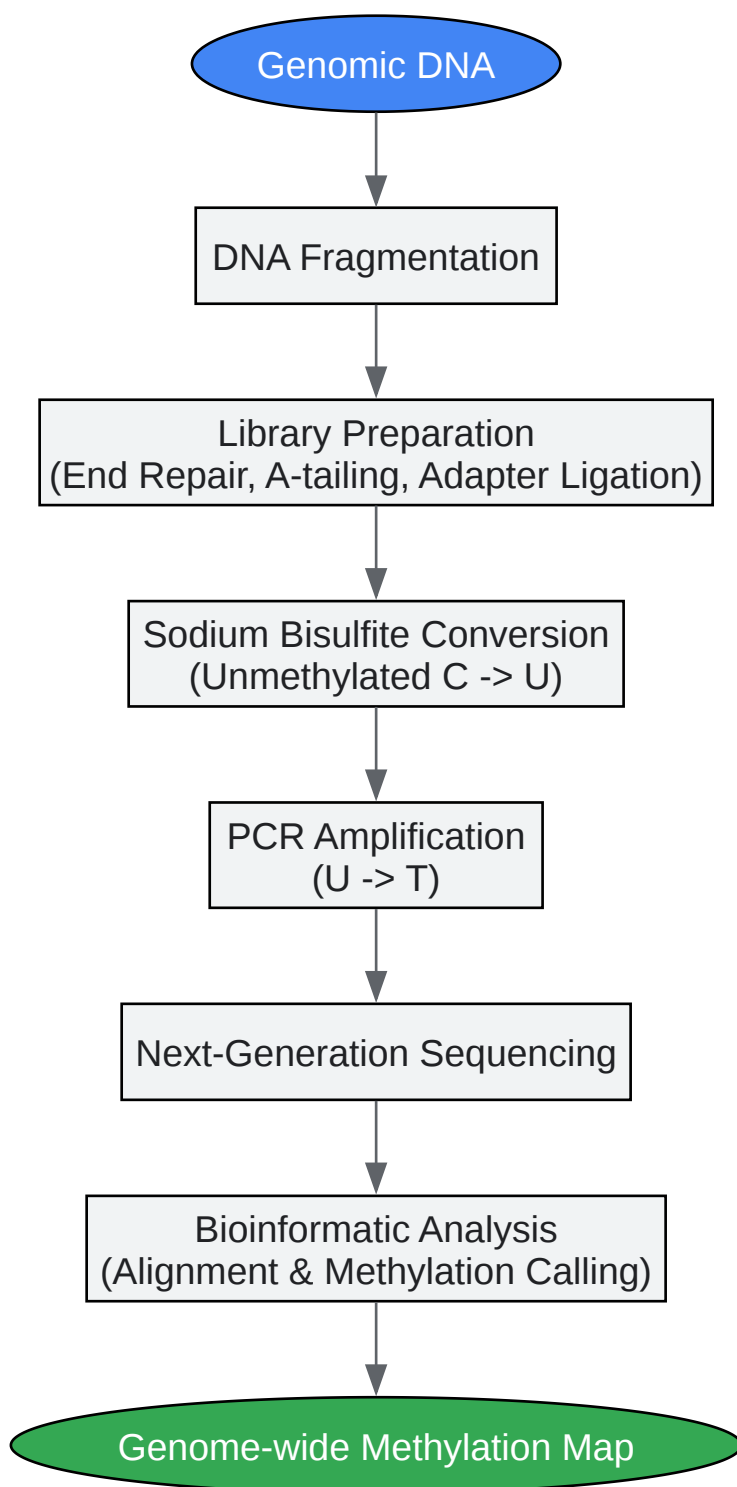 Genomic DNA
DNA Fragmentation
Library Preparation
(End Repair, A-tailing, Adapter Ligation)
Sodium Bisulfite Conversion
(Unmethylated C -> U)
PCR Amplification
(U -> T)
Next-Generation Sequencing
Bioinformatic Analysis
(Alignment & Methylation Calling)
Genome-wide Methylation Map